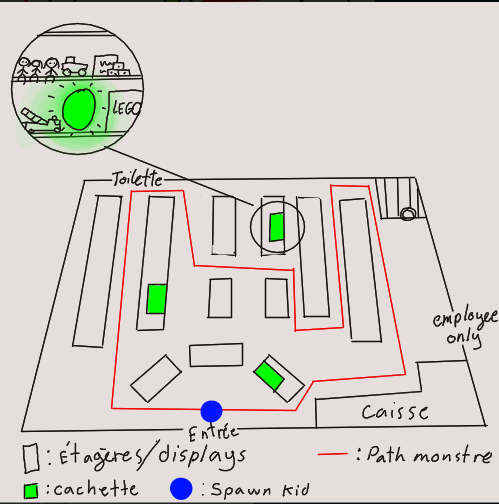 LEGO
Toilette
employee
only
Caisse
Entrée
: Étagères/displays
: Path monstre
: cachette
: Spawn kid